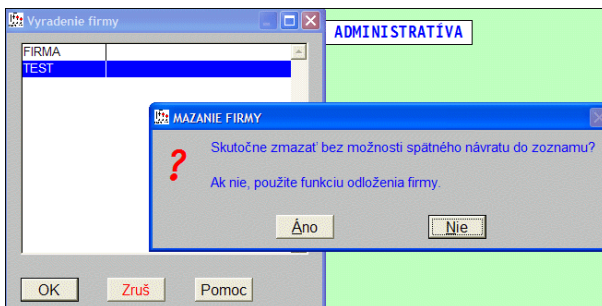 Vyradenie firmy
ADMINISTRATÍVA
FIRMA
TEST
MAZANIE FIRMY
?
Skutočne zmazať bez možnosti spätného návratu do zoznamu?
Ak nie, použite funkciu odloženia firmy.
Áno
Nie
OK
Zruš
Pomoc